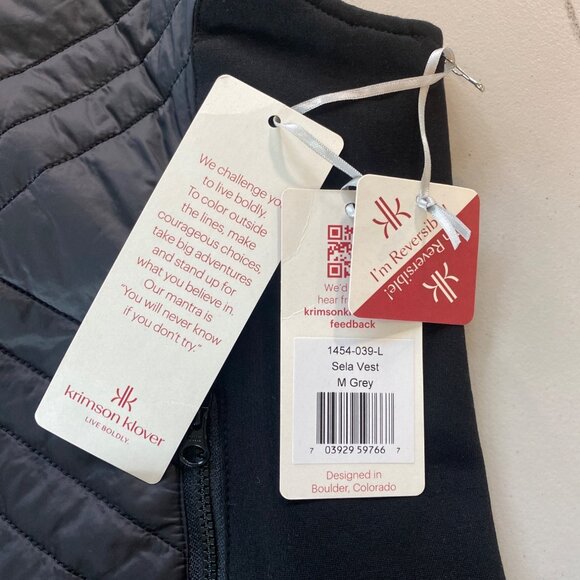 We challenge you
to live boldly.
To color outside
the lines, make
courageous choices,
take big adventures
and stand up for
what you believe in.
Our mantra is
"You will never know
if you don't try."
krimson klover
LIVE BOLDLY.
We'd
hear fro
krimsonk
feedback
1454-039-L
Sela Vest
M Grey
7 03929 59766 7
Designed in
Boulder, Colorado
I'm Reversible!
I'm Reversible!